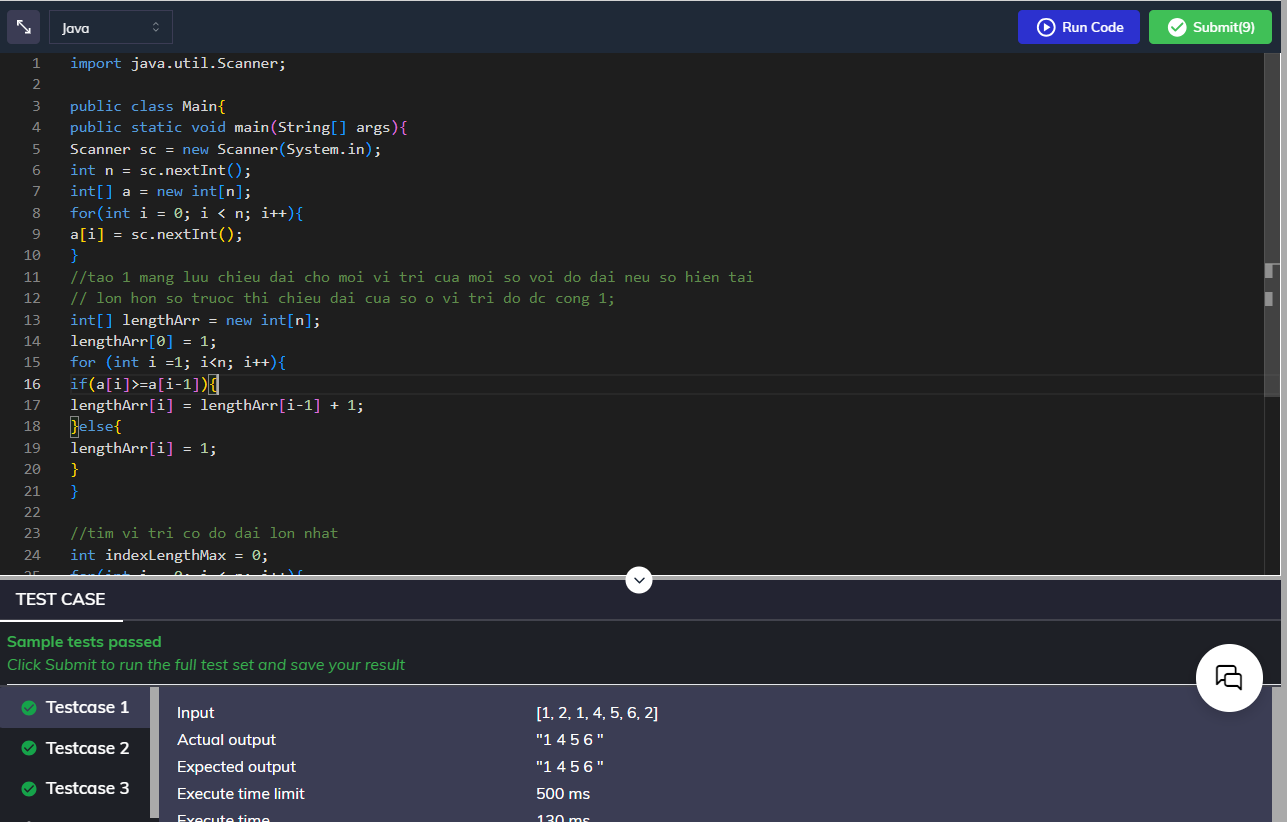 Java
Run Code
Submit(9)
1 import java.util.Scanner;
2
3 public class Main{
4 public static void main(String[] args){
5 Scanner sc = new Scanner(System.in);
6 int n = sc.nextInt();
7 int[] a = new int[n];
8 for(int i = 0; i < n; i++){
9 a[i] = sc.nextInt();
10 }
11 //tao 1 mang luu chieu dai cho moi vi tri cua moi so voi do dai neu so hien tai
12 // lon hon so truoc thi chieu dai cua so o vi tri do dc cong 1;
13 int[] lengthArr = new int[n];
14 lengthArr[0] = 1;
15 for (int i =1; i<n; i++){
16 if(a[i]>=a[i-1]){
17 lengthArr[i] = lengthArr[i-1] + 1;
18 }else{
19 lengthArr[i] = 1;
20 }
21 }
22
23 //tim vi tri co do dai lon nhat
24 int indexLengthMax = 0;
25 for(int i = 0; i < n; i++){
TEST CASE
Sample tests passed
Click Submit to run the full test set and save your result
Testcase 1
Testcase 2
Testcase 3
Input [1, 2, 1, 4, 5, 6, 2]
Actual output "1 4 5 6 "
Expected output "1 4 5 6 "
Execute time limit 500 ms
Execute time 130 ms